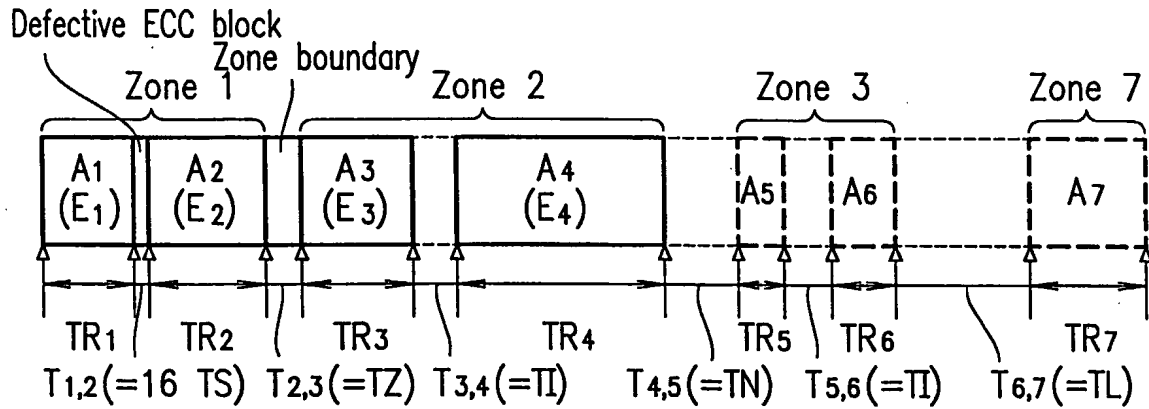 Defective ECC block
Zone boundary
Zone 1 Zone 2 Zone 3 Zone 7
A1 A2 A3 A4 A5 A6 A7
(E1) (E2) (E3) (E4)
TR1 TR2 TR3 TR4 TR5 TR6 TR7
T1,2(=16 TS) T2,3(=TZ) T3,4(=TI) T4,5(=TN) T5,6(=TI) T6,7(=TL)